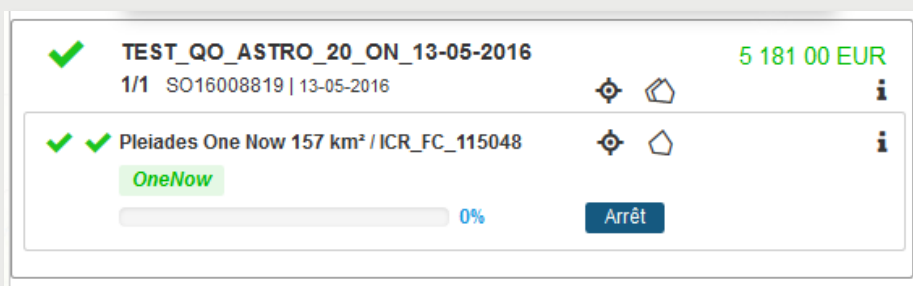 TEST_QO_ASTRO_20_ON_13-05-2016
5 181 00 EUR
1/1 SO16008819 | 13-05-2016
Pleiades One Now 157 km² / ICR_FC_115048
OneNow
0%
Arrêt